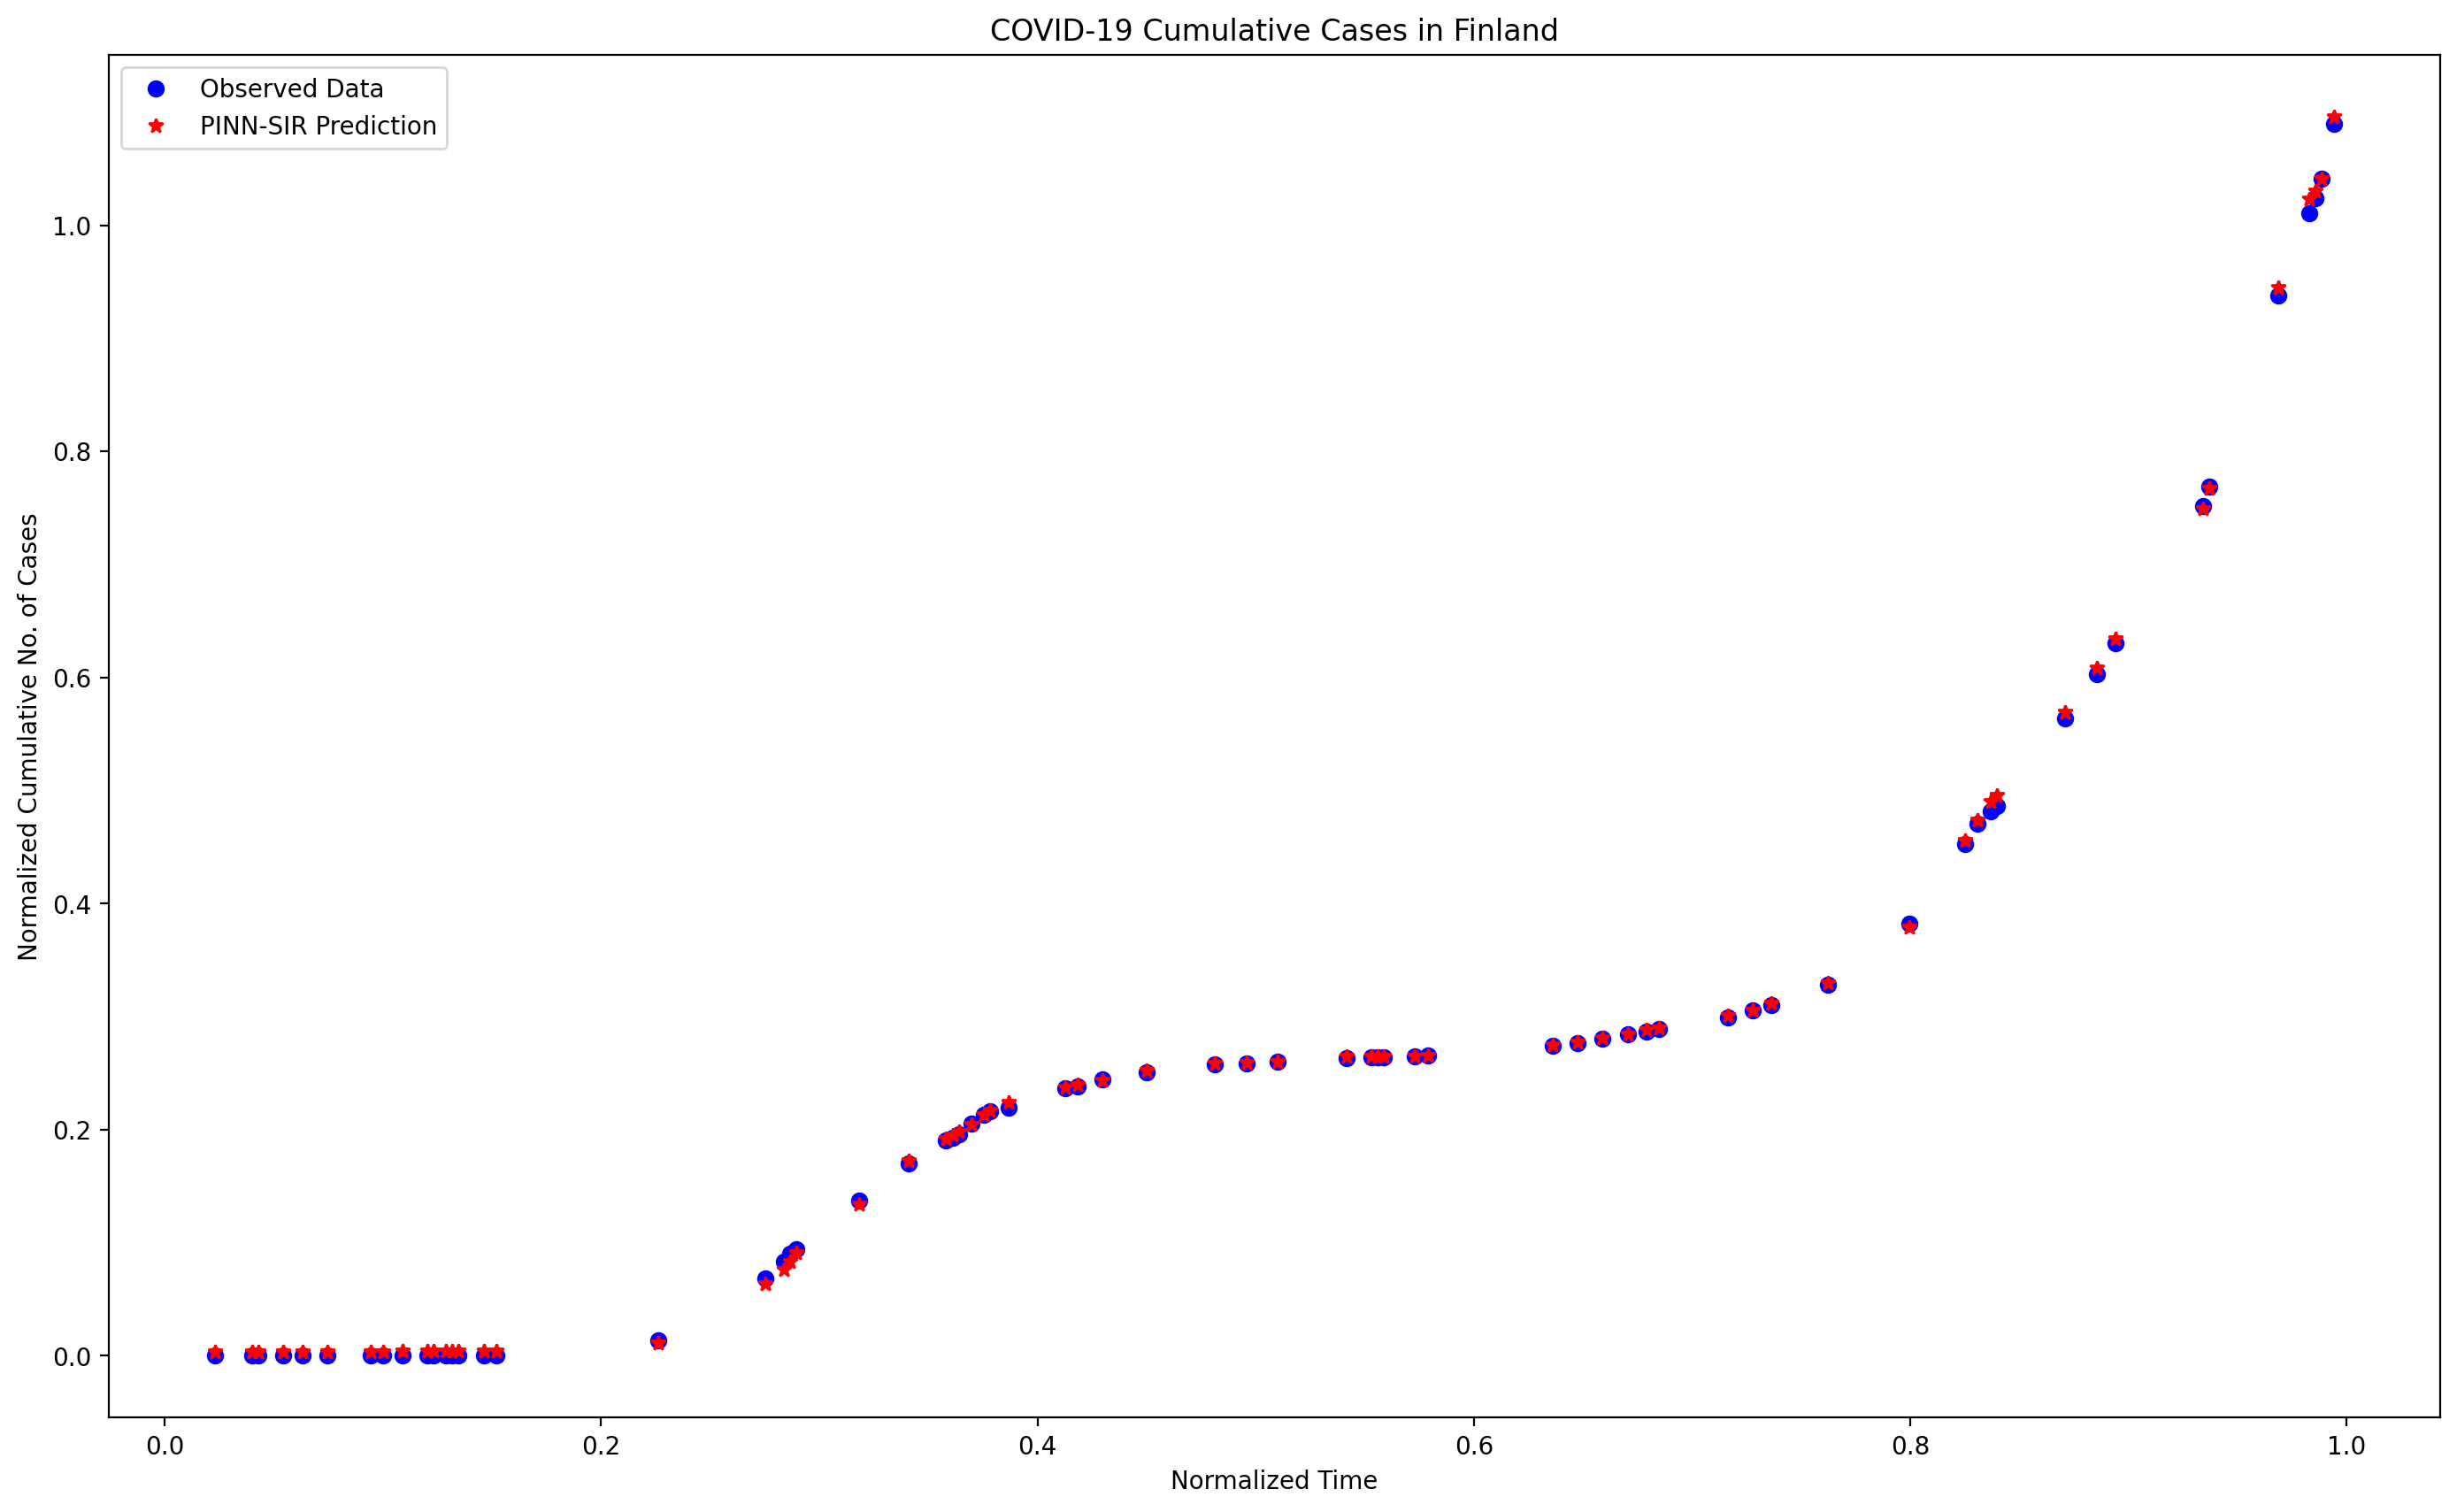 COVID-19 Cumulative Cases in Finland
Observed Data
PINN-SIR Prediction
Normalized Cumulative No. of Cases
1.0
0.8
0.6
0.4
0.2
0.0
0.0 0.2 0.4 0.6 0.8 1.0
Normalized Time